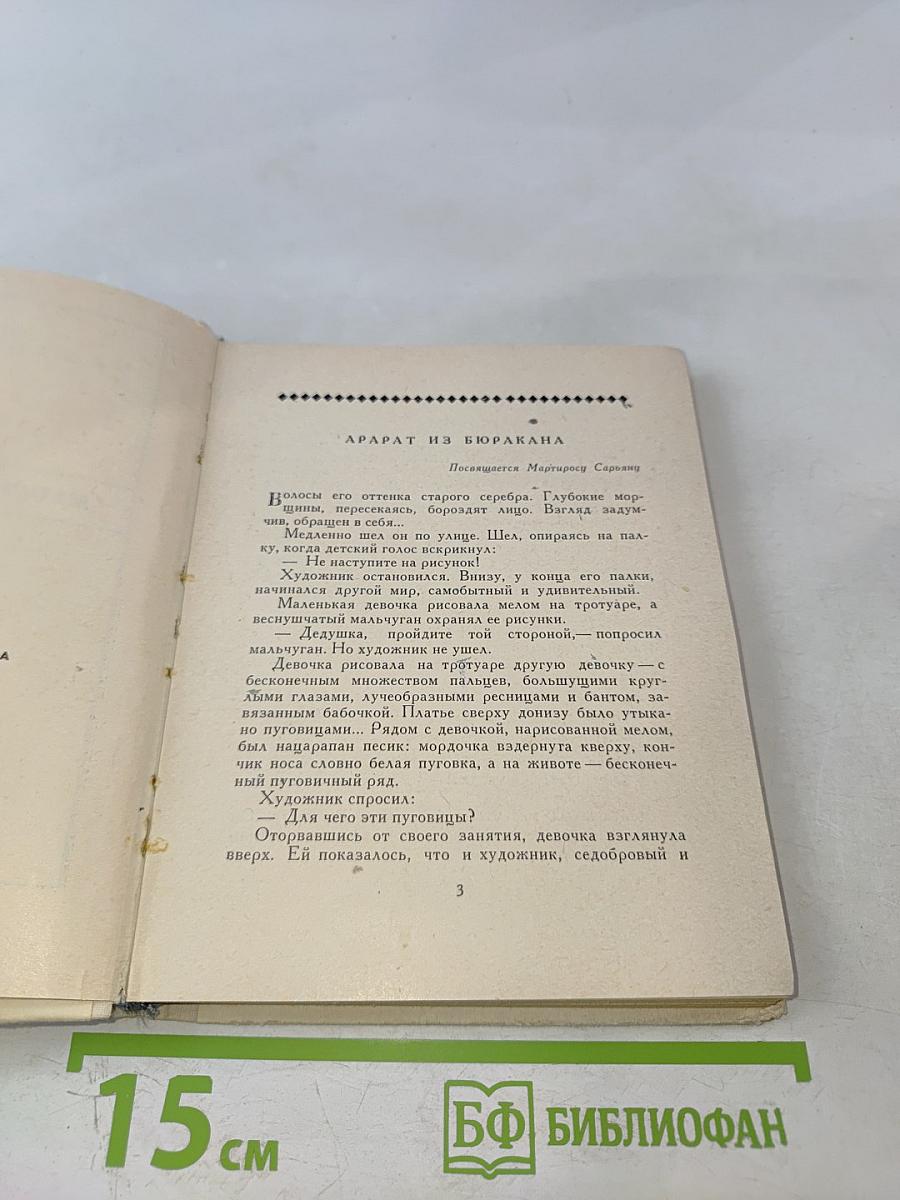 А
АРАРАТ ИЗ БЮРАКАНА
Посвящается Мартиросу Сарьяну
Волосы его оттенка старого серебра. Глубокие мор-
щины, пересекаясь, бороздят лицо. Взгляд задум-
чив, обращен в себя...
Медленно шел он по улице. Шел, опираясь на пал-
ку, когда детский голос вскрикнул:
— Не наступите на рисунок!
Художник остановился. Внизу, у конца его палки,
начинался другой мир, самобытный и удивительный.
Маленькая девочка рисовала мелом на тротуаре, а
веснушчатый мальчуган охранял ее рисунки.
— Дедушка, пройдите той стороной,— попросил
мальчуган. Но художник не ушел.
Девочка рисовала на тротуаре другую девочку — с
бесконечным множеством пальцев, большущими круг-
лыми глазами, лучеобразными ресницами и бантом, за-
вязанным бабочкой. Платье сверху донизу было утыка-
но пуговицами... Рядом с девочкой, нарисованной мелом,
был нацарапан песик: мордочка вздернута кверху, кон-
чик носа словно белая пуговка, а на животе — бесконеч-
ный пуговичный ряд.
Художник спросил:
— Для чего эти пуговицы?
Оторвавшись от своего занятия, девочка взглянула
вверх. Ей показалось, что и художник, седобровый и
3
15 см
БФ БИБЛИОФАН